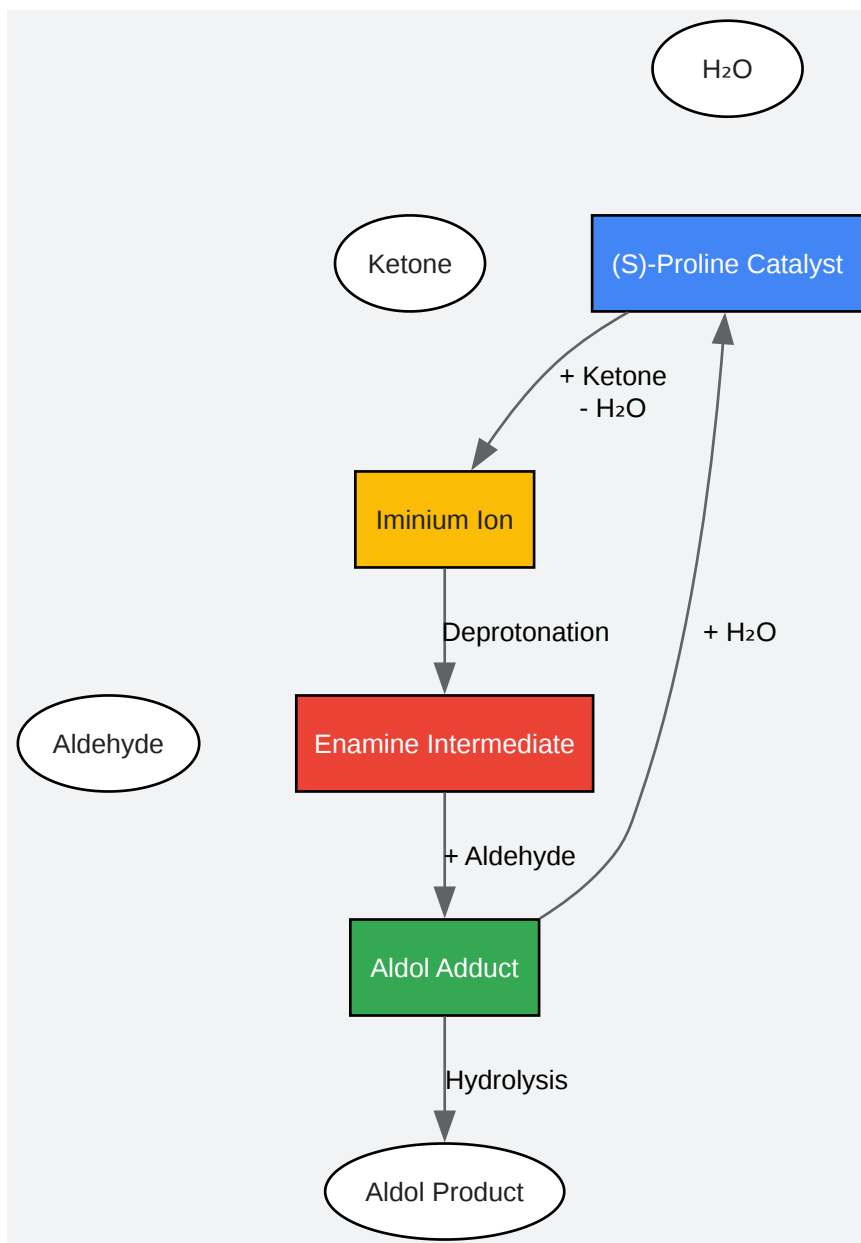 H₂O
Ketone
(S)-Proline Catalyst
+ Ketone
- H₂O
Iminium Ion
Deprotonation
+ H₂O
Aldehyde
Enamine Intermediate
+ Aldehyde
Aldol Adduct
Hydrolysis
Aldol Product